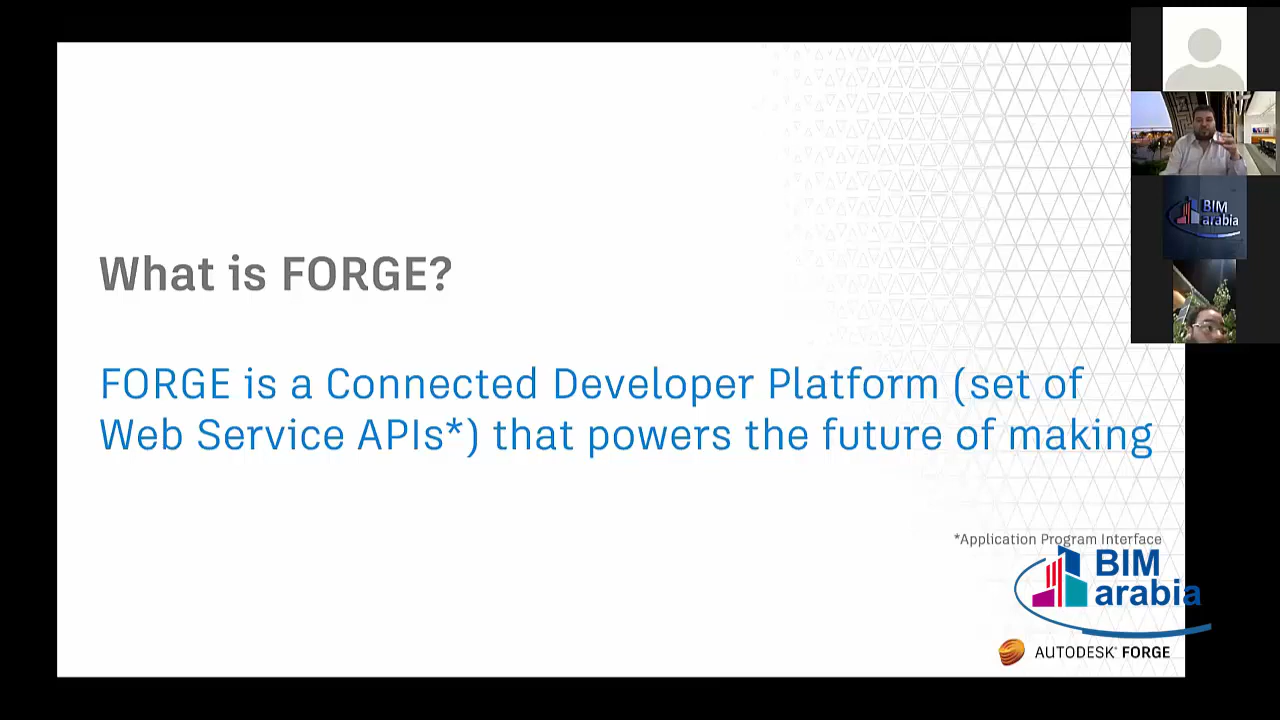 What is FORGE?
FORGE is a Connected Developer Platform (set of
Web Service APIs*) that powers the future of making
*Application Program Interface
BIM
arabia
AUTODESK® FORGE
BIM
arabia